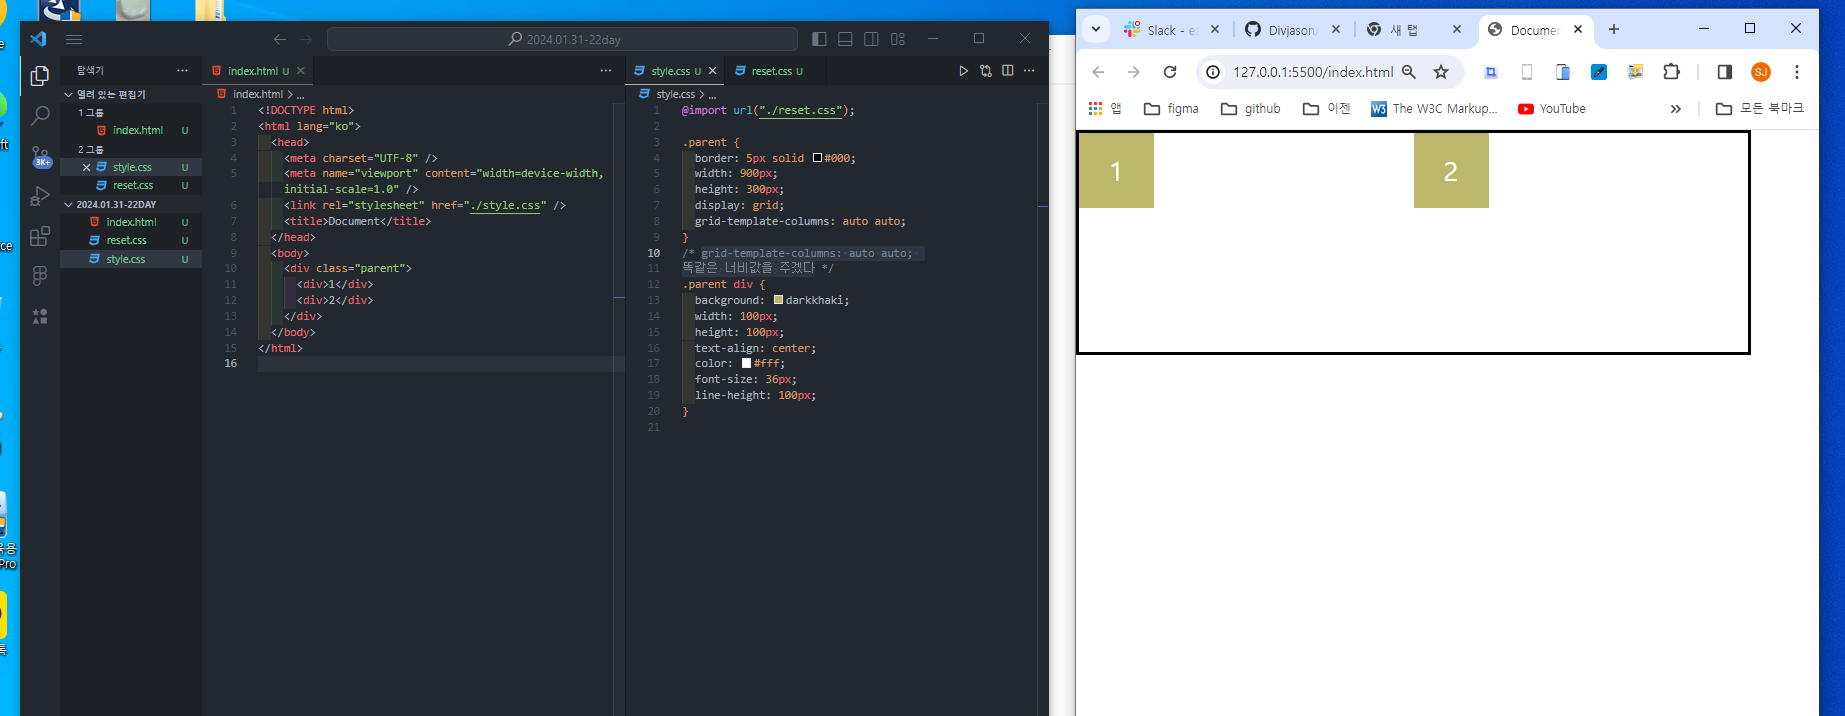 2024.01.31-22day
탐색기
열려 있는 편집기
1 그룹
index.html U
2 그룹
style.css U
reset.css U
2024.01.31-22DAY
index.html U
reset.css U
style.css U
3K+
index.html U
index.html > ...
1 <!DOCTYPE html>
2 <html lang="ko">
3 <head>
4 <meta charset="UTF-8" />
5 <meta name="viewport" content="width=device-width,
initial-scale=1.0" />
6 <link rel="stylesheet" href="./style.css" />
7 <title>Document</title>
8 </head>
9 <body>
10 <div class="parent">
11 <div>1</div>
12 <div>2</div>
13 </div>
14 </body>
15 </html>
16
style.css U
reset.css U
style.css > ...
1 @import url("./reset.css");
2
3 .parent {
4 border: 5px solid #000;
5 width: 900px;
6 height: 300px;
7 display: grid;
8 grid-template-columns: auto auto;
9 }
10 /* grid-template-columns: auto auto;
11 똑같은 너비값을 주겠다 */
12 .parent div {
13 background: darkkhaki;
14 width: 100px;
15 height: 100px;
16 text-align: center;
17 color: #fff;
18 font-size: 36px;
19 line-height: 100px;
20 }
21
Slack - e
Divjason/
새 탭
Documen
127.0.0.1:5500/index.html
SJ
앱
figma
github
이젠
W3
The W3C Markup...
YouTube
모든 북마크
1
2
e
ft
ce
육용
Pro
톡